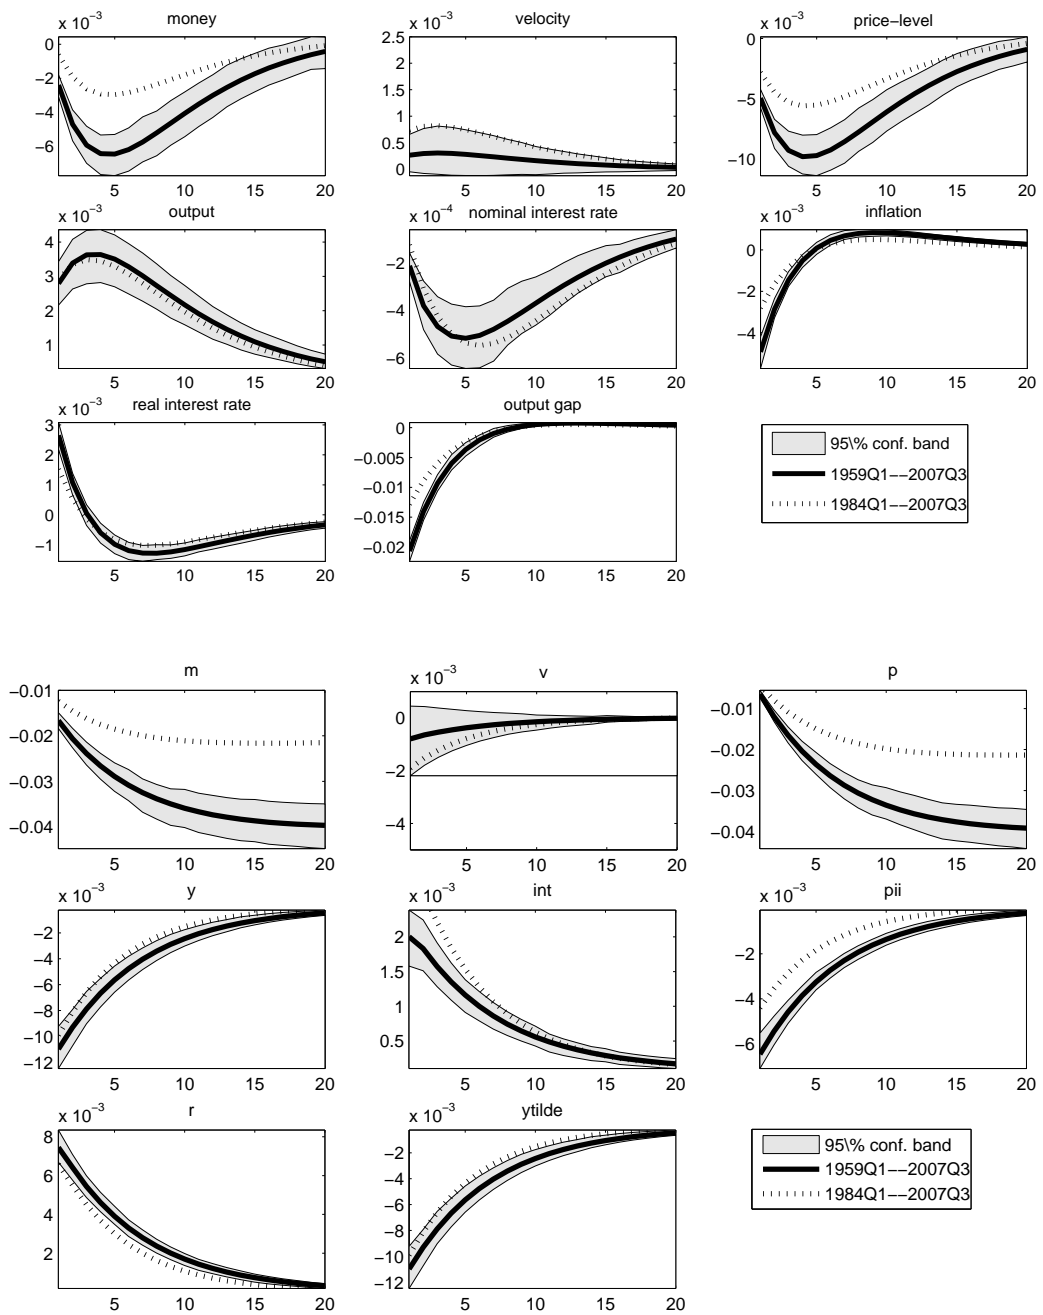 money
velocity
price−level
x 10−3
0
−2
−4
−6
5 10 15 20
x 10−3
2.5
2
1.5
1
0.5
0
5 10 15 20
x 10−3
0
−5
−10
5 10 15 20
output
nominal interest rate
inflation
x 10−3
4
3
2
1
5 10 15 20
x 10−4
−2
−4
−6
5 10 15 20
x 10−3
0
−2
−4
5 10 15 20
real interest rate
output gap
x 10−3
3
2
1
0
−1
5 10 15 20
0
−0.005
−0.01
−0.015
−0.02
5 10 15 20
95\% conf. band
1959Q1−−2007Q3
1984Q1−−2007Q3
m
v
p
−0.01
−0.02
−0.03
−0.04
5 10 15 20
x 10−3
0
−2
−4
5 10 15 20
−0.01
−0.02
−0.03
−0.04
5 10 15 20
y
int
pii
x 10−3
−2
−4
−6
−8
−10
−12
5 10 15 20
x 10−3
2
1.5
1
0.5
5 10 15 20
x 10−3
−2
−4
−6
5 10 15 20
r
ytilde
x 10−3
8
6
4
2
5 10 15 20
x 10−3
−2
−4
−6
−8
−10
−12
5 10 15 20
95\% conf. band
1959Q1−−2007Q3
1984Q1−−2007Q3